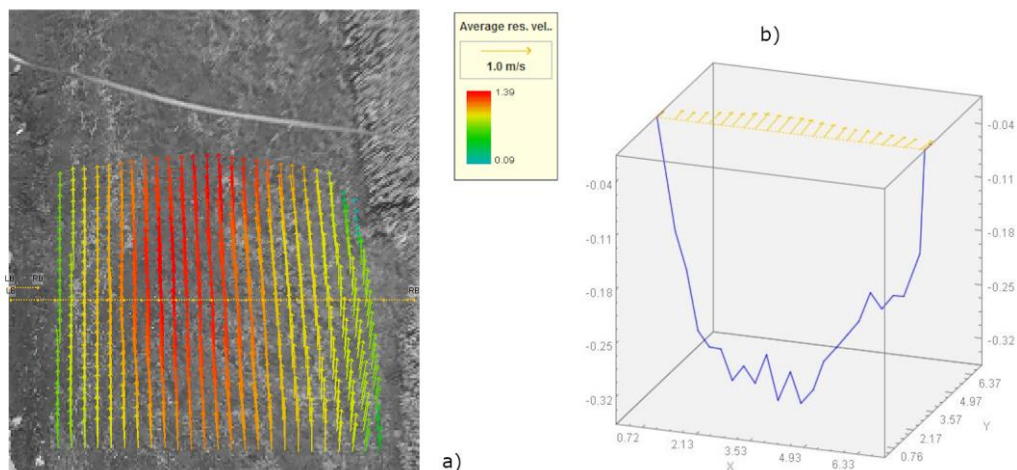 Average res. vel..
1.0 m/s
1.39
0.09
b)
LB RB
LB RB
a)
-0.04
-0.11
-0.18
-0.25
-0.32
-0.04
-0.11
-0.18
-0.25
-0.32
0.72 2.13 3.53 4.93 6.33
X
0.76 2.17 3.57 4.97 6.37
Y